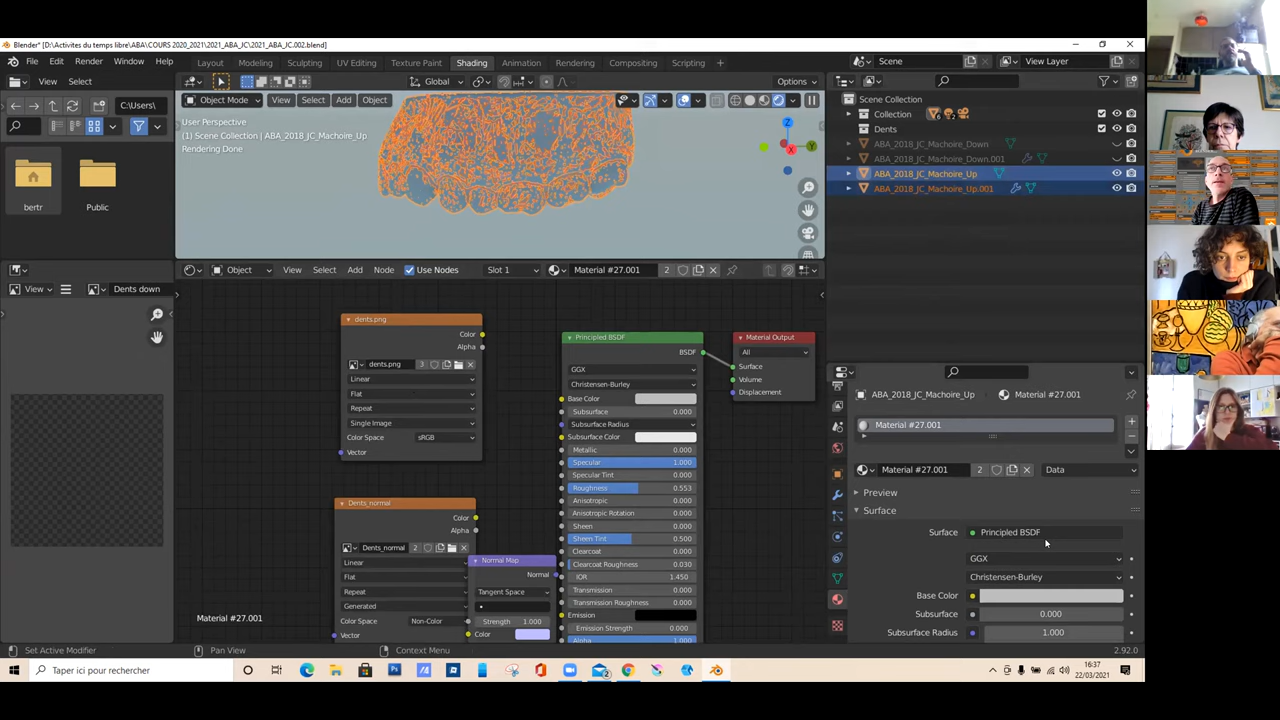 Blender* [D:\Activites du temps libre\ABA\COURS 2020_2021\2021_ABA_JC\2021_ABA_JC.002.blend]
File Edit Render Window Help Layout Modeling Sculpting UV Editing Texture Paint Shading Animation Rendering Compositing Scripting
Scene View Layer
View Select
Global
Options
C:\Users\
Object Mode View Select Add Object
User Perspective
(1) Scene Collection | ABA_2018_JC_Machoire_Up
Rendering Done
Z
X
Y
Scene Collection
Collection
Dents
ABA_2018_JC_Machoire_Down
ABA_2018_JC_Machoire_Down.001
ABA_2018_JC_Machoire_Up
ABA_2018_JC_Machoire_Up.001
bertr Public
Object View Select Add Node Use Nodes Slot 1 Material #27.001 2
View Dents down
dents.png
Color
Alpha
dents.png 3
Linear
Flat
Repeat
Single Image
Color Space sRGB
Vector
Dents_normal
Color
Alpha
Dents_normal 2
Linear
Flat
Repeat
Generated
Color Space Non-Color
Vector
Normal Map
Normal
Tangent Space
Strength 1.000
Color
Principled BSDF
BSDF
GGX
Christensen-Burley
Base Color
Subsurface 0.000
Subsurface Radius
Subsurface Color
Metallic 0.000
Specular 1.000
Specular Tint 0.000
Roughness 0.553
Anisotropic 0.000
Anisotropic Rotation 0.000
Sheen 0.000
Sheen Tint 0.500
Clearcoat 0.000
Clearcoat Roughness 0.030
IOR 1.450
Transmission 0.000
Transmission Roughness 0.000
Emission
Emission Strength 0.000
Alpha 1.000
Material Output
All
Surface
Volume
Displacement
Material #27.001
ABA_2018_JC_Machoire_Up Material #27.001
Material #27.001
Material #27.001 2 Data
Preview
Surface
Surface Principled BSDF
GGX
Christensen-Burley
Base Color
Subsurface 0.000
Subsurface Radius 1.000
Set Active Modifier Pan View Context Menu 2.92.0
Taper ici pour rechercher
2
16:37
22/03/2021